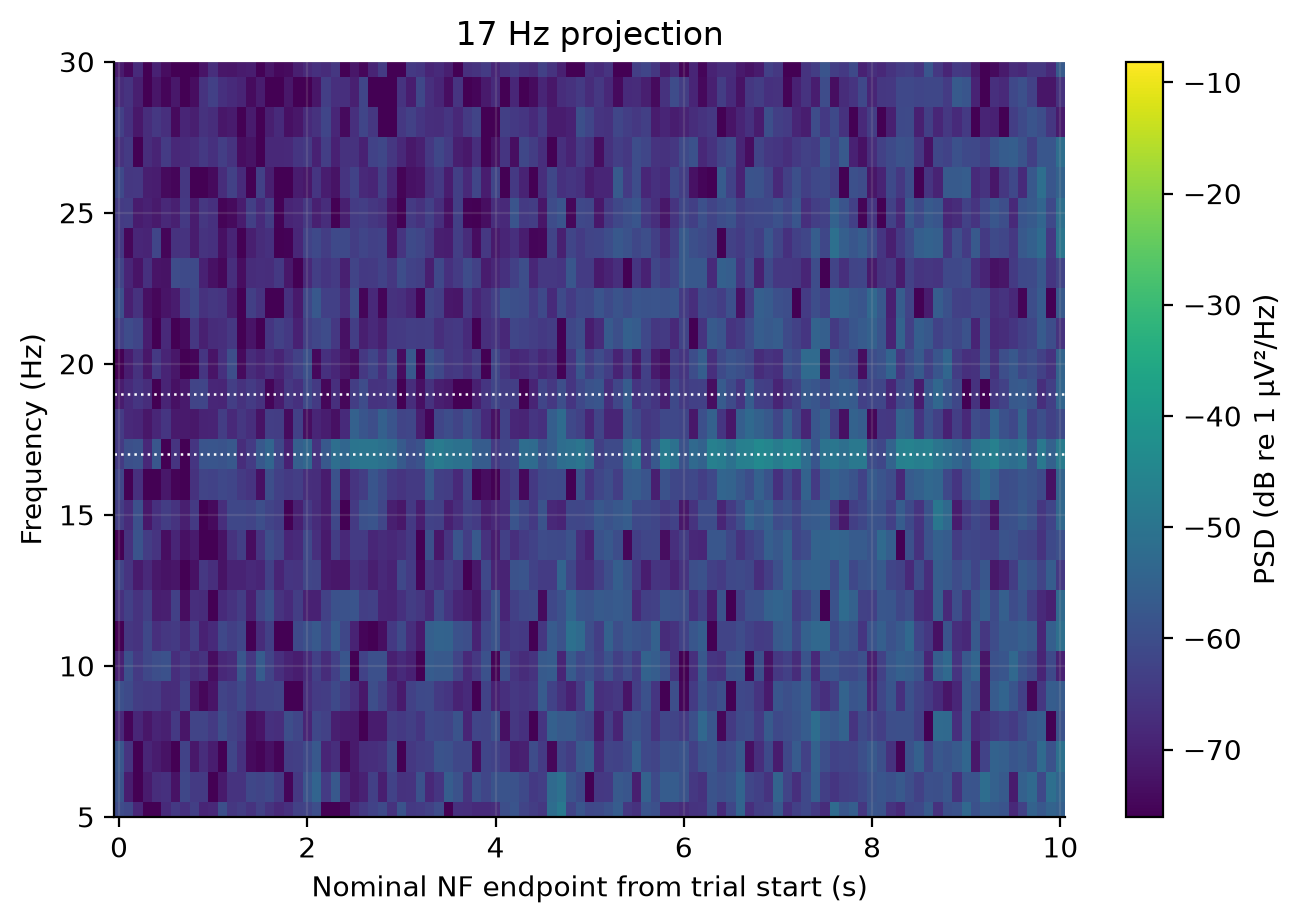 17 Hz projection
30
25
20
15
10
5
Frequency (Hz)
0 2 4 6 8 10
Nominal NF endpoint from trial start (s)
−10
−20
−30
−40
−50
−60
−70
PSD (dB re 1 µV²/Hz)